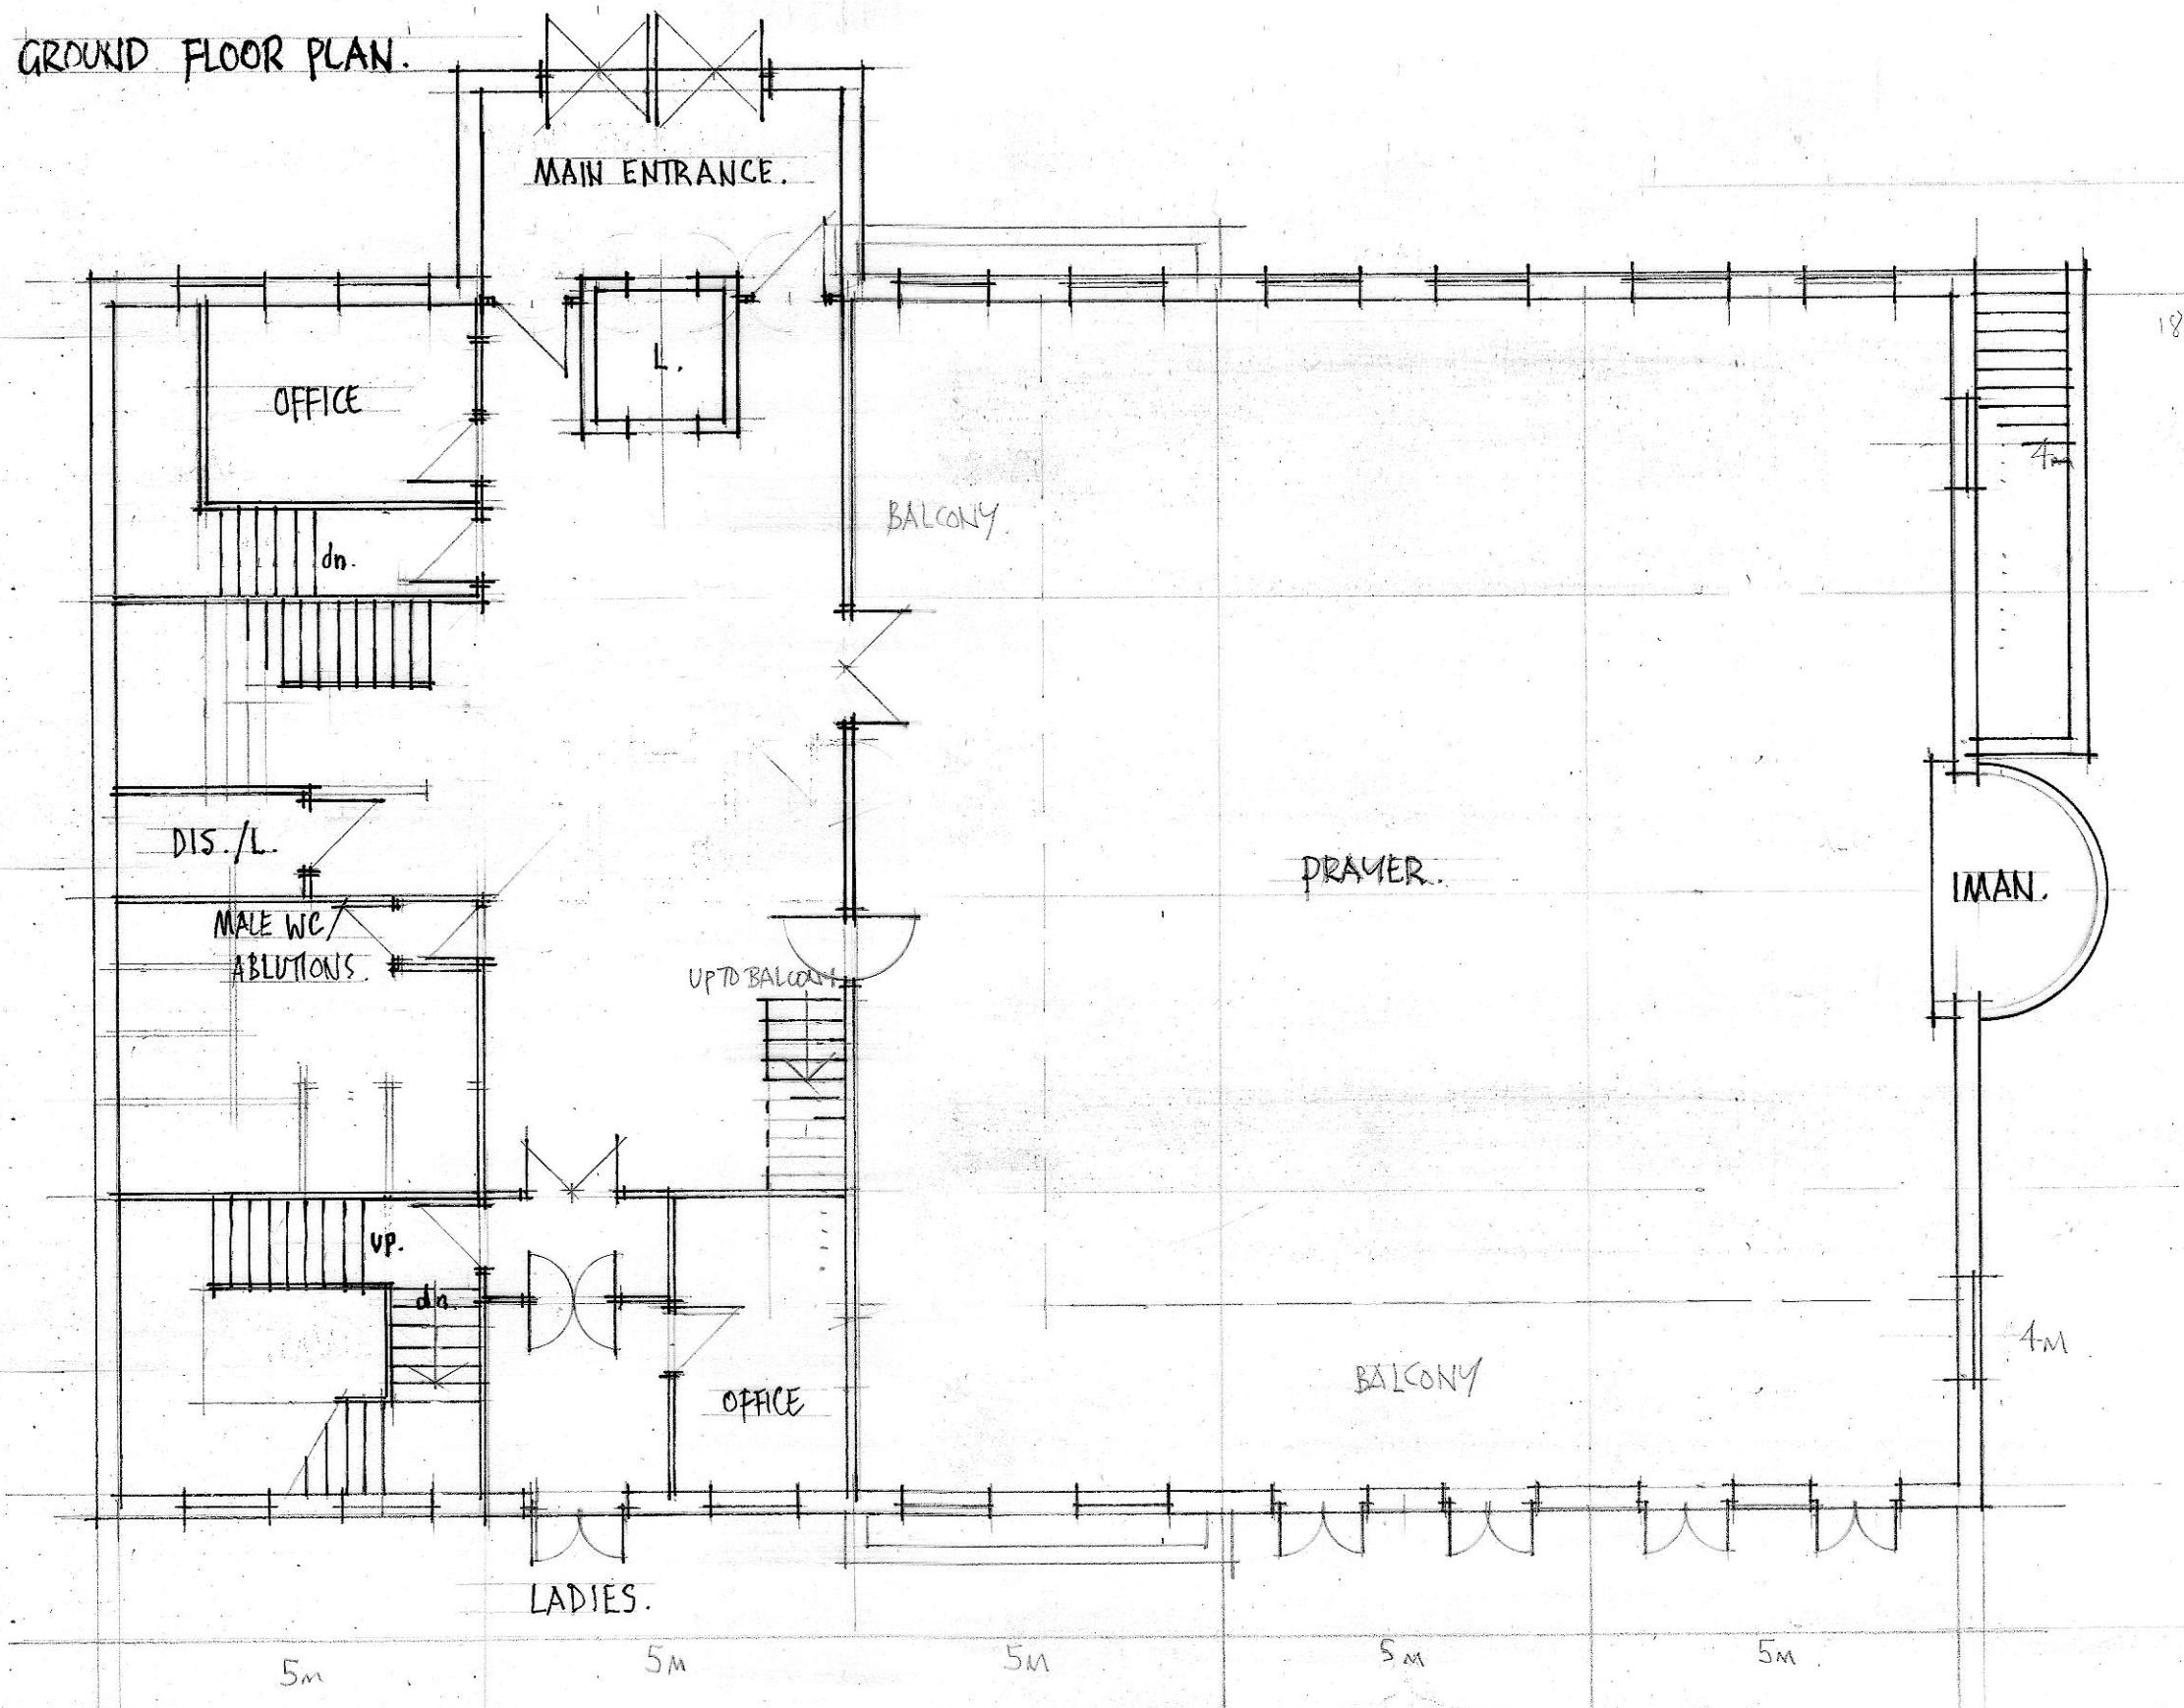 GROUND FLOOR PLAN.
MAIN ENTRANCE.
18
OFFICE
L.
4m
BALCONY.
dn.
DIS./L.
PRAYER.
IMAN.
MALE WC/
ABLUTIONS.
UP TO BALCONY
UP.
dn.
4M
BALCONY
OFFICE
LADIES.
5M 5M 5M 5M 5M.